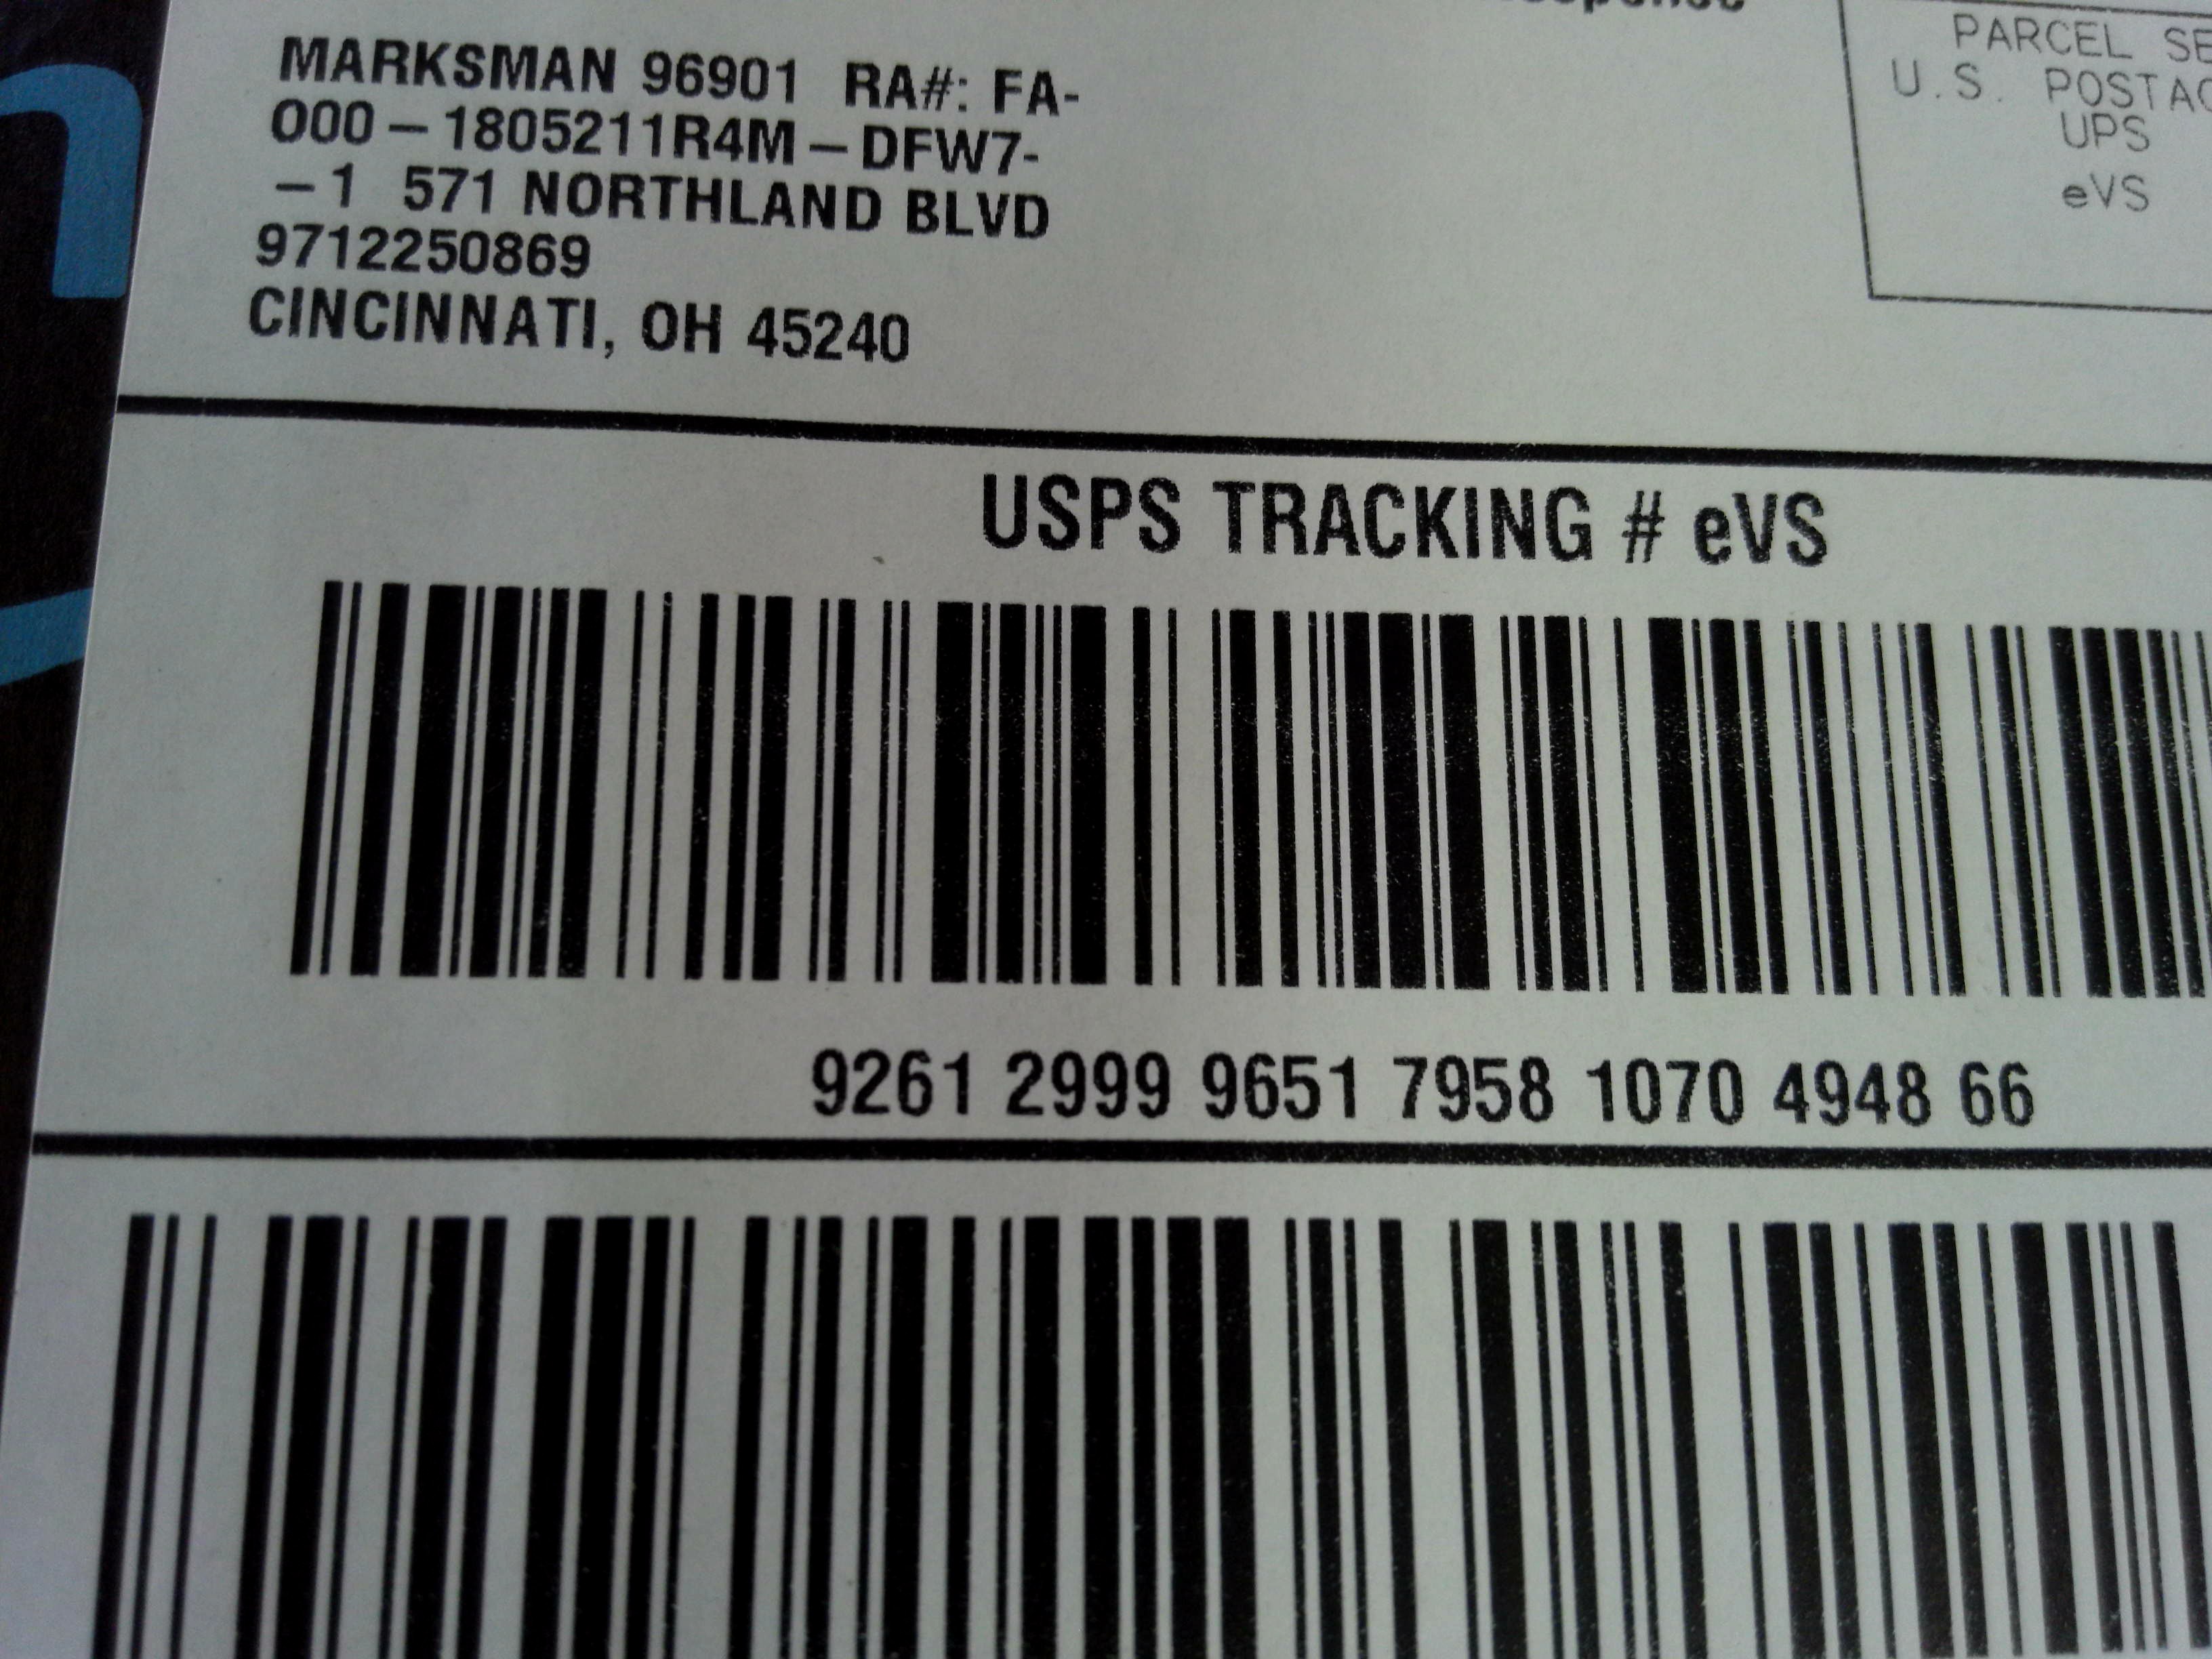 MARKSMAN 96901 RA#: FA-
000-1805211R4M-DFW7-
-1 571 NORTHLAND BLVD
9712250869
CINCINNATI, OH 45240
PARCEL SE
U.S. POSTAG
UPS
eVS
USPS TRACKING # eVS
9261 2999 9651 7958 1070 4948 66